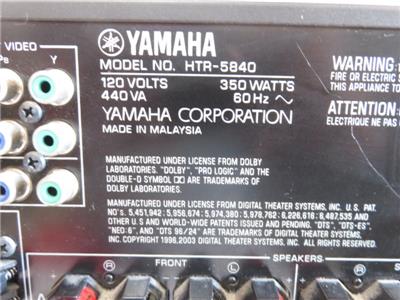 VIDEO
Y
YAMAHA
MODEL NO. HTR-5840
120 VOLTS 350 WATTS
440 VA 60 Hz ~
YAMAHA CORPORATION
MADE IN MALAYSIA
MANUFACTURED UNDER LICENSE FROM DOLBY
LABORATORIES. "DOLBY", "PRO LOGIC" AND THE
DOUBLE-D SYMBOL ARE TRADEMARKS OF
DOLBY LABORATORIES.
MANUFACTURED UNDER LICENSE FROM DIGITAL THEATER SYSTEMS, INC. U.S. PAT.
NO's. 5,451,942; 5,956,674; 5,974,380; 5,978,762; 6,226,616; 6,487,535 AND
OTHER U.S. AND WORLD-WIDE PATENTS ISSUED AND PENDING. "DTS", "DTS-ES",
"NEO:6", AND "DTS 96/24" ARE TRADEMARKS OF DIGITAL THEATER SYSTEMS,
INC. COPYRIGHT 1996,2003 DIGITAL THEATER SYSTEMS, INC. ALL RIGHTS RESERVED.
WARNING:
FIRE OR ELECTRIC
THIS APPLIANCE TO
ATTENTION:
ELECTRIQUE NE PAS
FRONT SPEAKERS
R L R